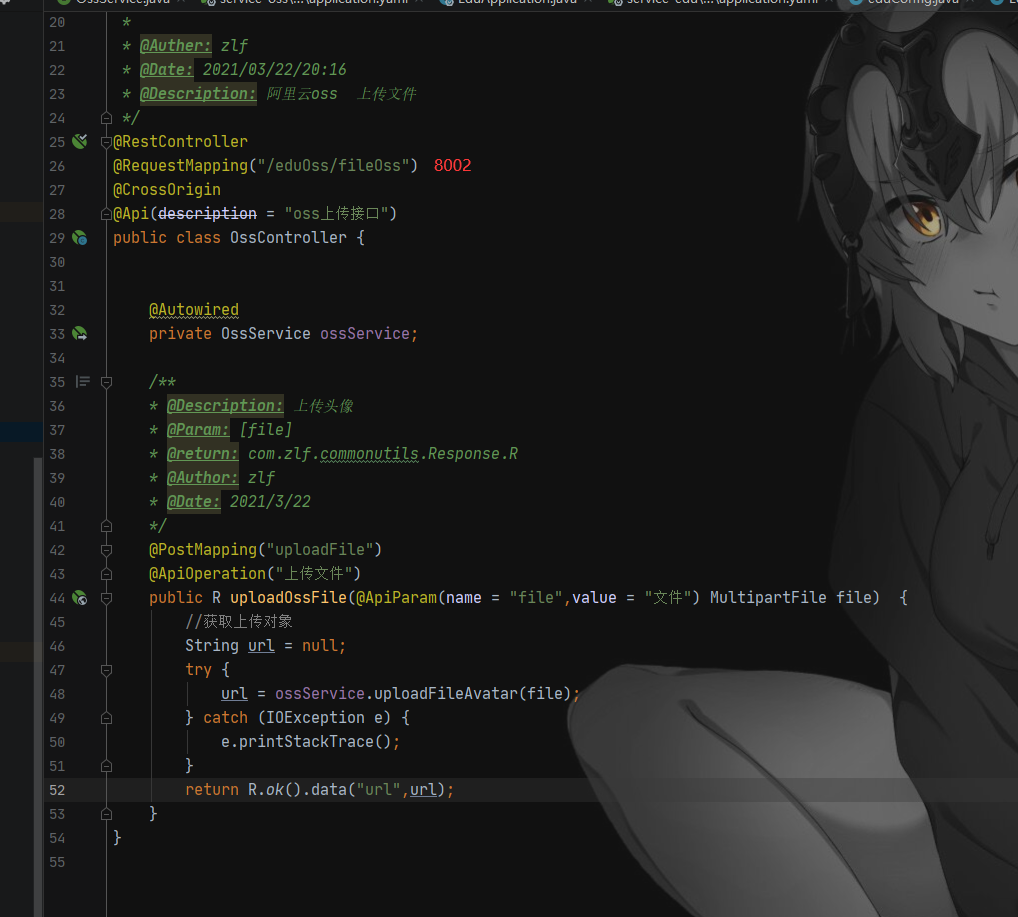 OssService.java × service-oss\...\application.yaml × EduApplication.java × service-edu\...\application.yaml × eduConfig.java ×
20 *
21 * @Auther: zlf
22 * @Date: 2021/03/22/20:16
23 * @Description: 阿里云oss 上传文件
24 */
25 @RestController
26 @RequestMapping("/eduOss/fileOss") 8002
27 @CrossOrigin
28 @Api(description = "oss上传接口")
29 public class OssController {
30
31
32 @Autowired
33 private OssService ossService;
34
35 /**
36 * @Description: 上传头像
37 * @Param: [file]
38 * @return: com.zlf.commonutils.Response.R
39 * @Author: zlf
40 * @Date: 2021/3/22
41 */
42 @PostMapping("uploadFile")
43 @ApiOperation("上传文件")
44 public R uploadOssFile(@ApiParam(name = "file",value = "文件") MultipartFile file) {
45 //获取上传对象
46 String url = null;
47 try {
48 url = ossService.uploadFileAvatar(file);
49 } catch (IOException e) {
50 e.printStackTrace();
51 }
52 return R.ok().data("url",url);
53 }
54 }
55